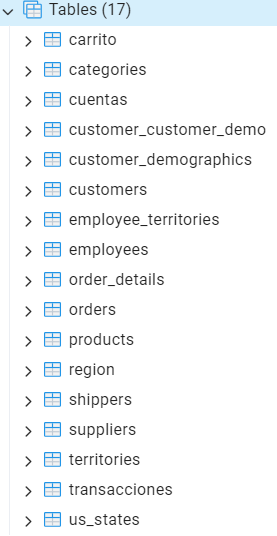 Tables (17)
carrito
categories
cuentas
customer_customer_demo
customer_demographics
customers
employee_territories
employees
order_details
orders
products
region
shippers
suppliers
territories
transacciones
us_states